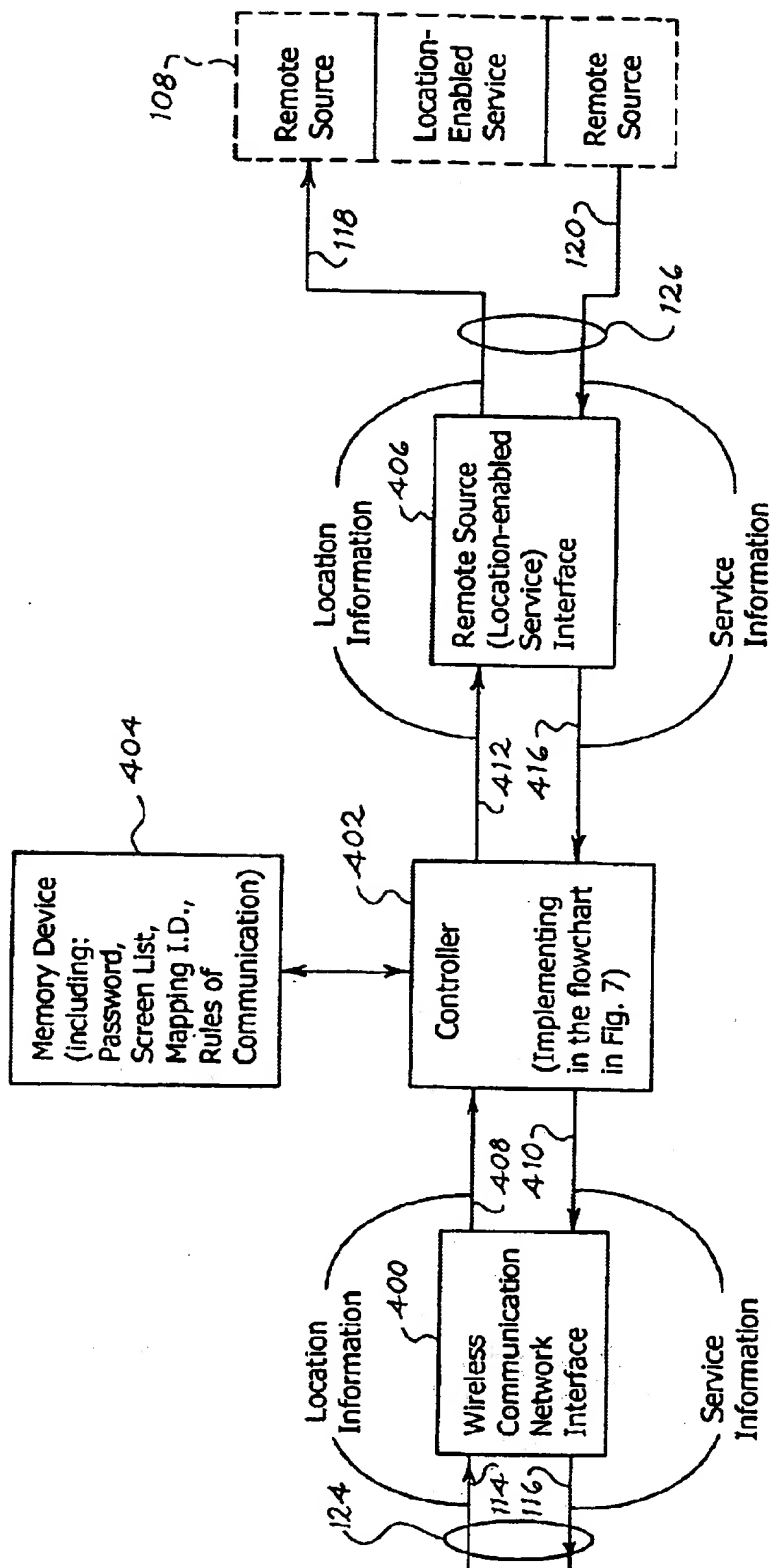 108
Remote
Source
Location-
Enabled
Service
Remote
Source
118
120
126
Location
Information
406
Remote Source
(Location-enabled
Service)
Interface
Service
Information
412
416
404
Memory Device
(including:
Password,
Screen List,
Mapping I.D.,
Rules of
Communication)
402
Controller
(Implementing
in the flowchart
in Fig. 7)
408
410
Location
Information
400
Wireless
Communication
Network
Interface
Service
Information
114
116
124